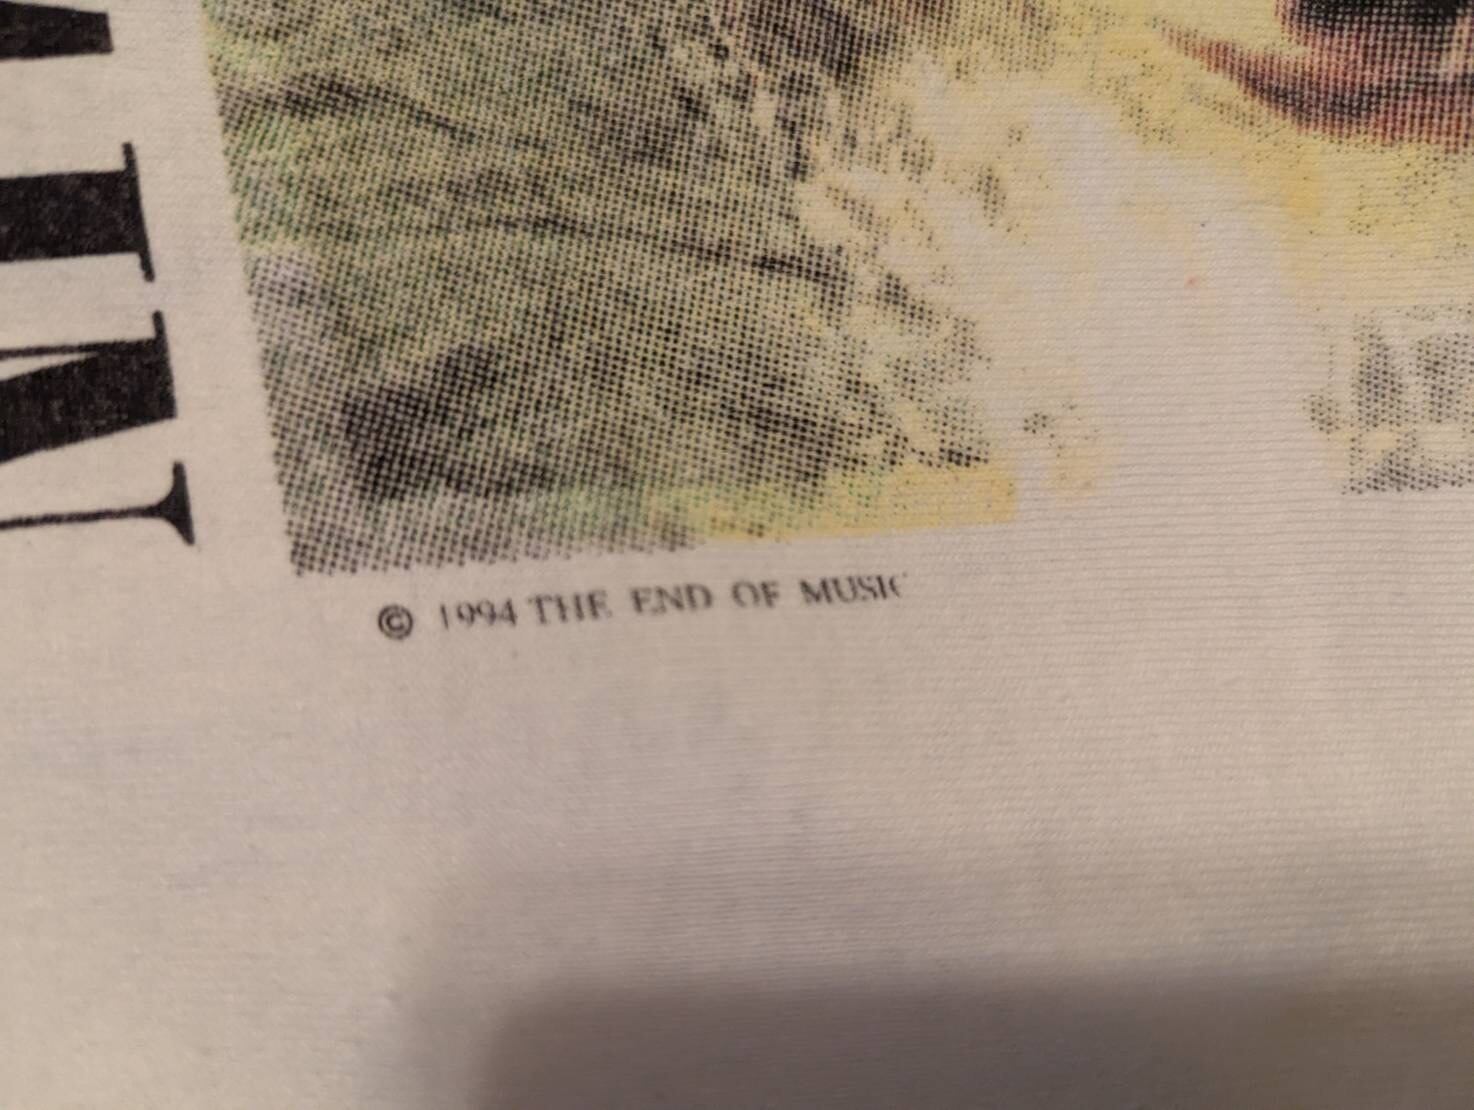 © 1994 THE END OF MUSIC